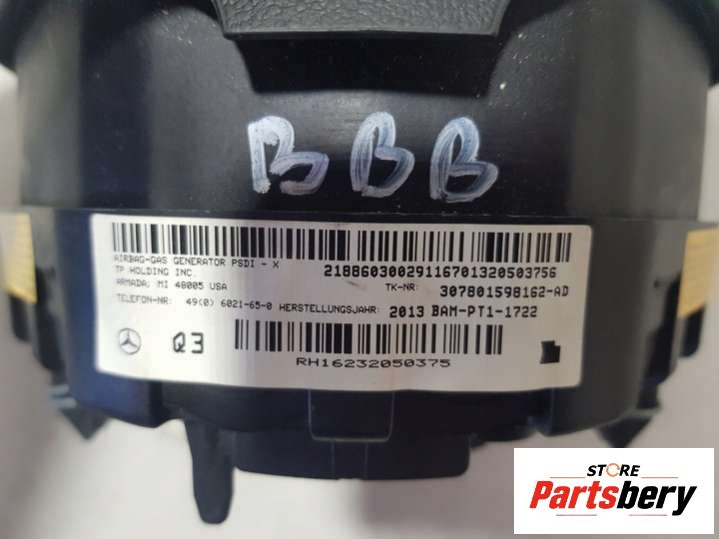 BBB
AIRBAG-GAS GENERATOR PSDI - X
TP HOLDING INC.
ARMADA, MI 48005 USA
21886030029116701320503756
TK-NR: 307801598162-AD
TELEFON-NR: 49(0) 6021-65-0 HERSTELLUNGSJAHR: 2013 BAM-PT1-1722
Q3
RH16232050375
STORE
Partsbery